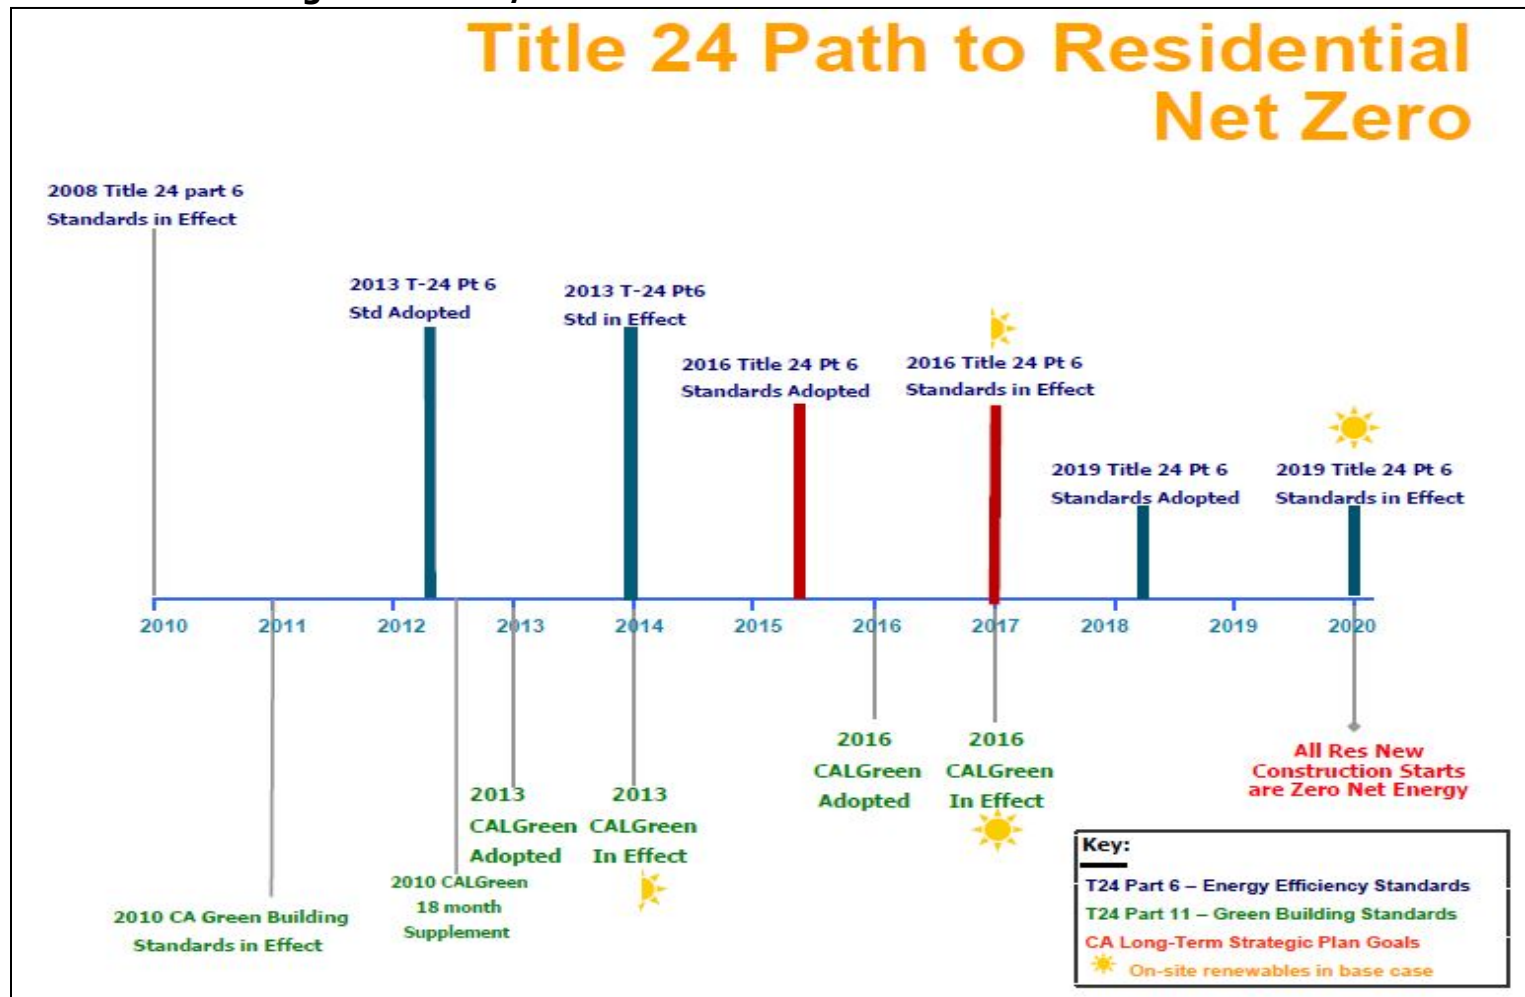 Title 24 Path to Residential
Net Zero
2008 Title 24 part 6
Standards in Effect
2013 T-24 Pt 6
Std Adopted
2013 T-24 Pt6
Std in Effect
2016 Title 24 Pt 6
Standards Adopted
2016 Title 24 Pt 6
Standards in Effect
2019 Title 24 Pt 6
Standards Adopted
2019 Title 24 Pt 6
Standards in Effect
2010 2011 2012 2013 2014 2015 2016 2017 2018 2019 2020
2010 CA Green Building
Standards in Effect
2010 CALGreen
18 month
Supplement
2013
CALGreen
Adopted
2013
CALGreen
In Effect
2016
CALGreen
Adopted
2016
CALGreen
In Effect
All Res New
Construction Starts
are Zero Net Energy
Key:
T24 Part 6 – Energy Efficiency Standards
T24 Part 11 – Green Building Standards
CA Long-Term Strategic Plan Goals
On-site renewables in base case